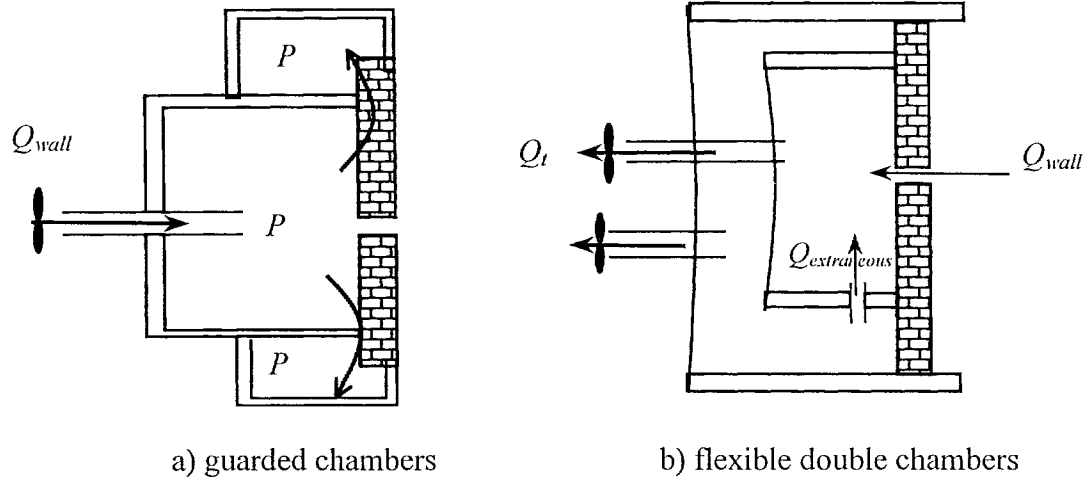 P
Q_wall
P
P
Q_t
Q_wall
Q_extraneous
a) guarded chambers
b) flexible double chambers